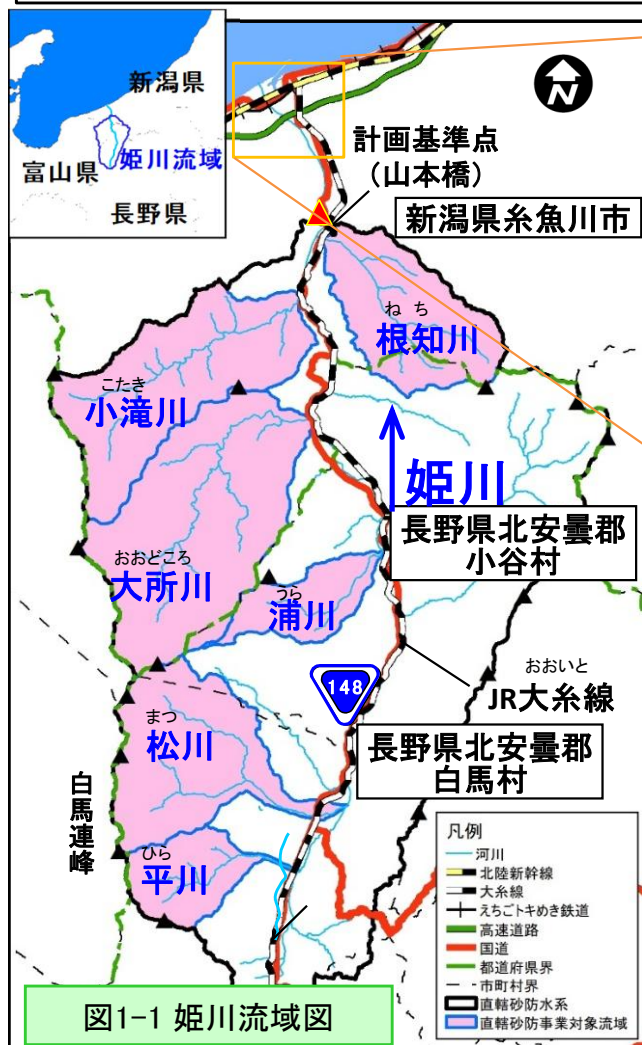 新潟県
富山県
姫川流域
長野県
N
計画基準点
（山本橋）
新潟県糸魚川市
ねち
根知川
こたき
小滝川
姫川
長野県北安曇郡
小谷村
おおどころ
大所川
うら
浦川
おおいと
JR大糸線
148
まつ
松川
長野県北安曇郡
白馬村
白馬連峰
ひら
平川
凡例
河川
北陸新幹線
大糸線
えちごトキめき鉄道
高速道路
国道
都道府県界
市町村界
直轄砂防水系
直轄砂防事業対象流域
図1-1 姫川流域図